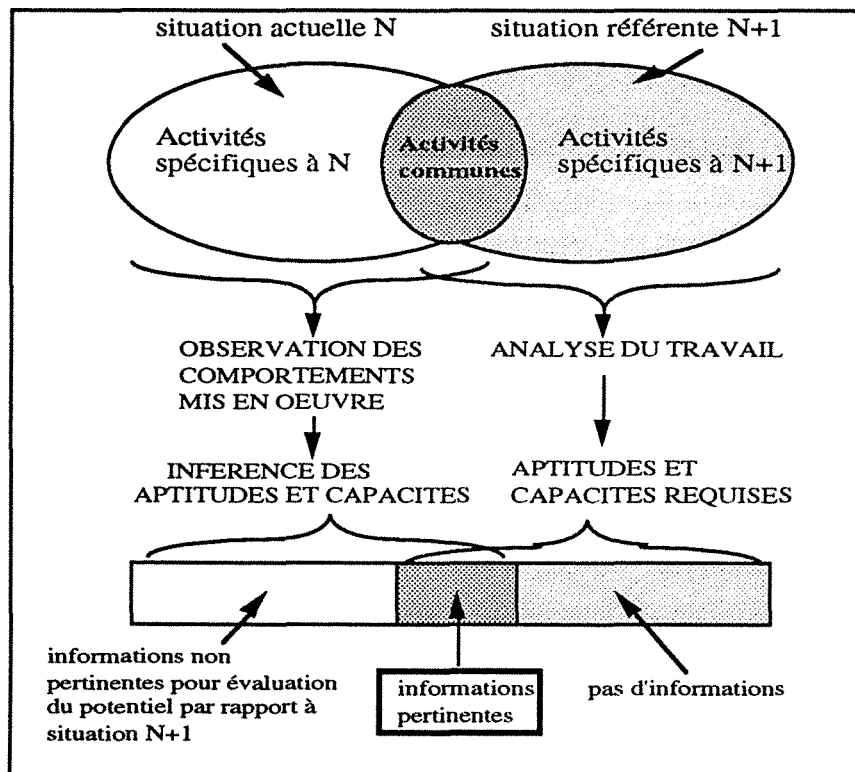 situation actuelle N
situation référente N+1
Activités
spécifiques à N
Activités
communes
Activités
spécifiques à N+1
OBSERVATION DES
COMPORTEMENTS
MIS EN OEUVRE
ANALYSE DU TRAVAIL
INFERENCE DES
APTITUDES ET CAPACITES
APTITUDES ET
CAPACITES REQUISES
informations non
pertinentes pour évaluation
du potentiel par rapport à
situation N+1
informations
pertinentes
pas d'informations